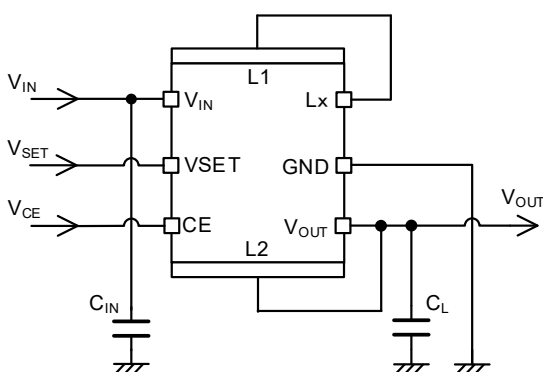 L1
V_IN V_IN Lx
V_SET VSET GND
V_CE CE V_OUT V_OUT
L2
C_IN C_L